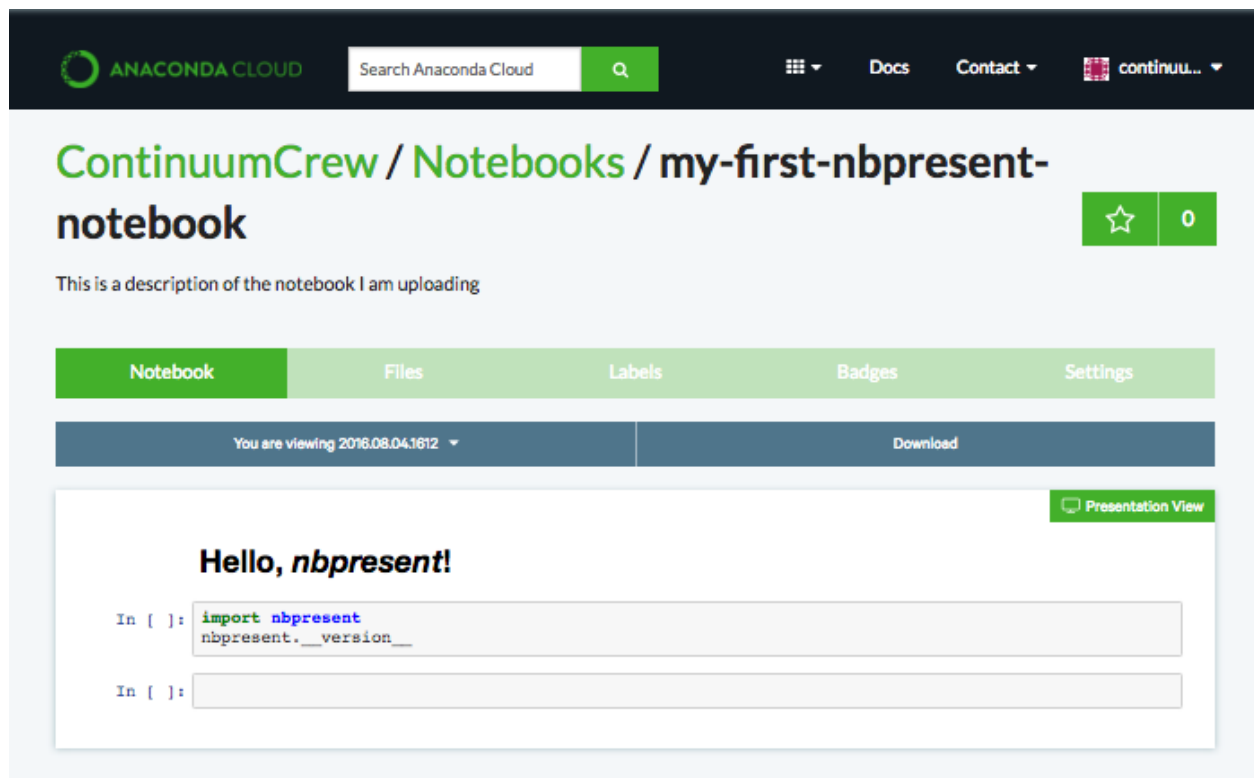 ANACONDA CLOUD Search Anaconda Cloud Docs Contact continuu...
ContinuumCrew / Notebooks / my-first-nbpresent-
notebook
0
This is a description of the notebook I am uploading
Notebook Files Labels Badges Settings
You are viewing 2016.08.04.1612 Download
Presentation View
Hello, nbpresent!
In [ ]: import nbpresent
nbpresent.__version__
In [ ]: